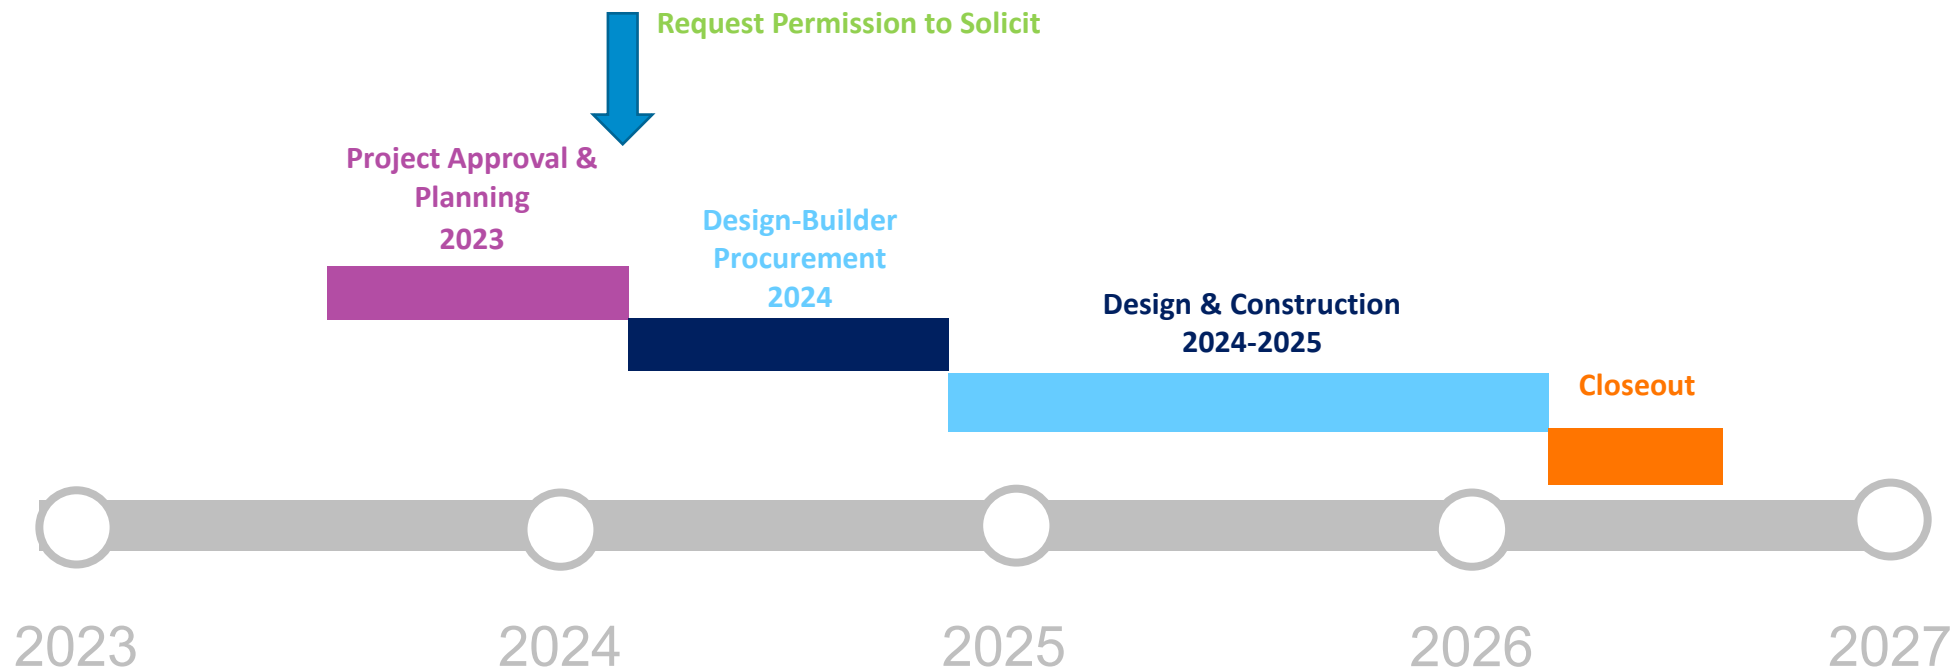 Request Permission to Solicit
Project Approval &
Planning
2023
Design-Builder
Procurement
2024
Design & Construction
2024-2025
Closeout
2023
2024
2025
2026
2027